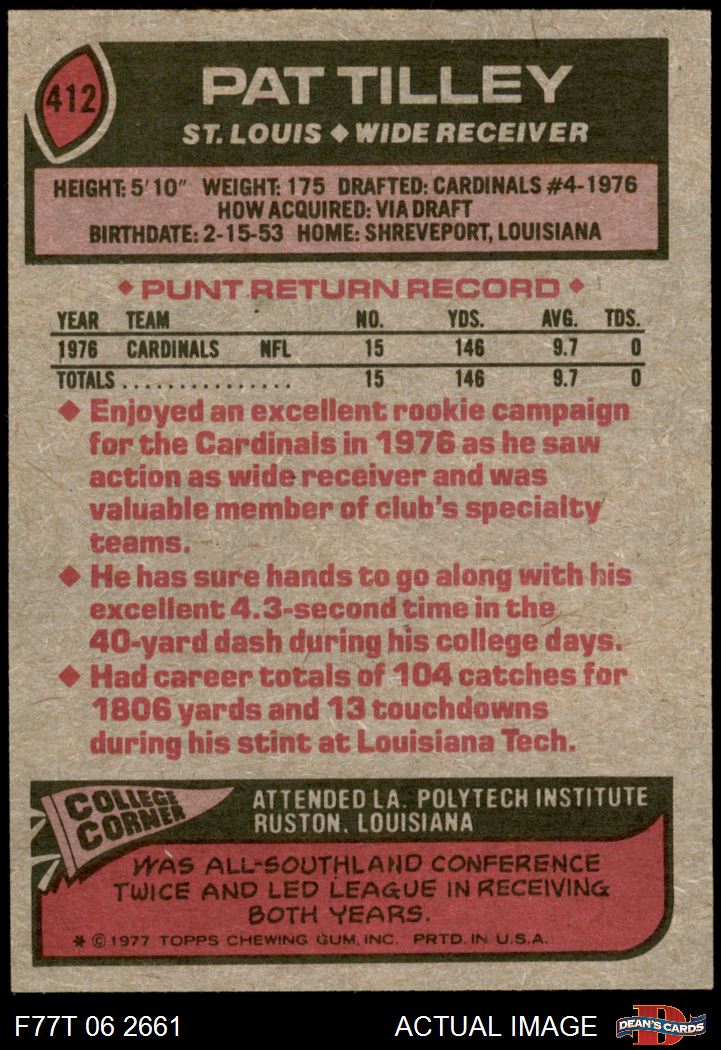 412
PAT TILLEY
ST. LOUIS ◆ WIDE RECEIVER
HEIGHT: 5'10" WEIGHT: 175 DRAFTED: CARDINALS #4-1976
HOW ACQUIRED: VIA DRAFT
BIRTHDATE: 2-15-53 HOME: SHREVEPORT, LOUISIANA
◆ PUNT RETURN RECORD ◆
YEAR TEAM NO. YDS. AVG. TDS.
1976 CARDINALS NFL 15 146 9.7 0
TOTALS................ 15 146 9.7 0
◆ Enjoyed an excellent rookie campaign
for the Cardinals in 1976 as he saw
action as wide receiver and was
valuable member of club's specialty
teams.
◆ He has sure hands to go along with his
excellent 4.3-second time in the
40-yard dash during his college days.
◆ Had career totals of 104 catches for
1806 yards and 13 touchdowns
during his stint at Louisiana Tech.
COLLEGE
CORNER
ATTENDED LA. POLYTECH INSTITUTE
RUSTON, LOUISIANA
WAS ALL-SOUTHLAND CONFERENCE
TWICE AND LED LEAGUE IN RECEIVING
BOTH YEARS.
* © 1977 TOPPS CHEWING GUM, INC. PRTD. IN U.S.A.
F77T 06 2661
ACTUAL IMAGE
D
DEAN'S CARDS